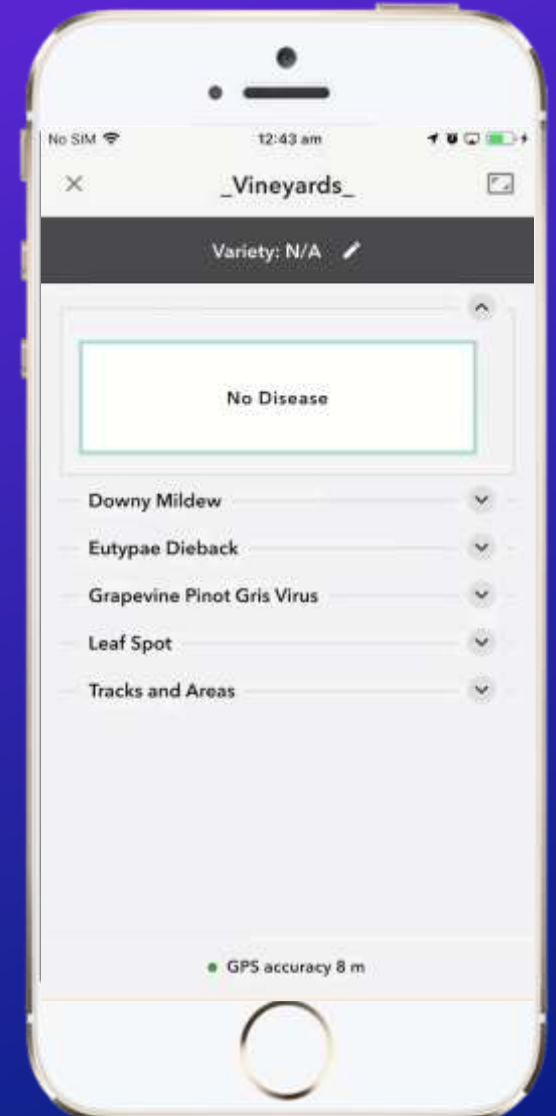 No SIM
12:43 am
_Vineyards_
Variety: N/A
No Disease
Downy Mildew
Eutypae Dieback
Grapevine Pinot Gris Virus
Leaf Spot
Tracks and Areas
GPS accuracy 8 m